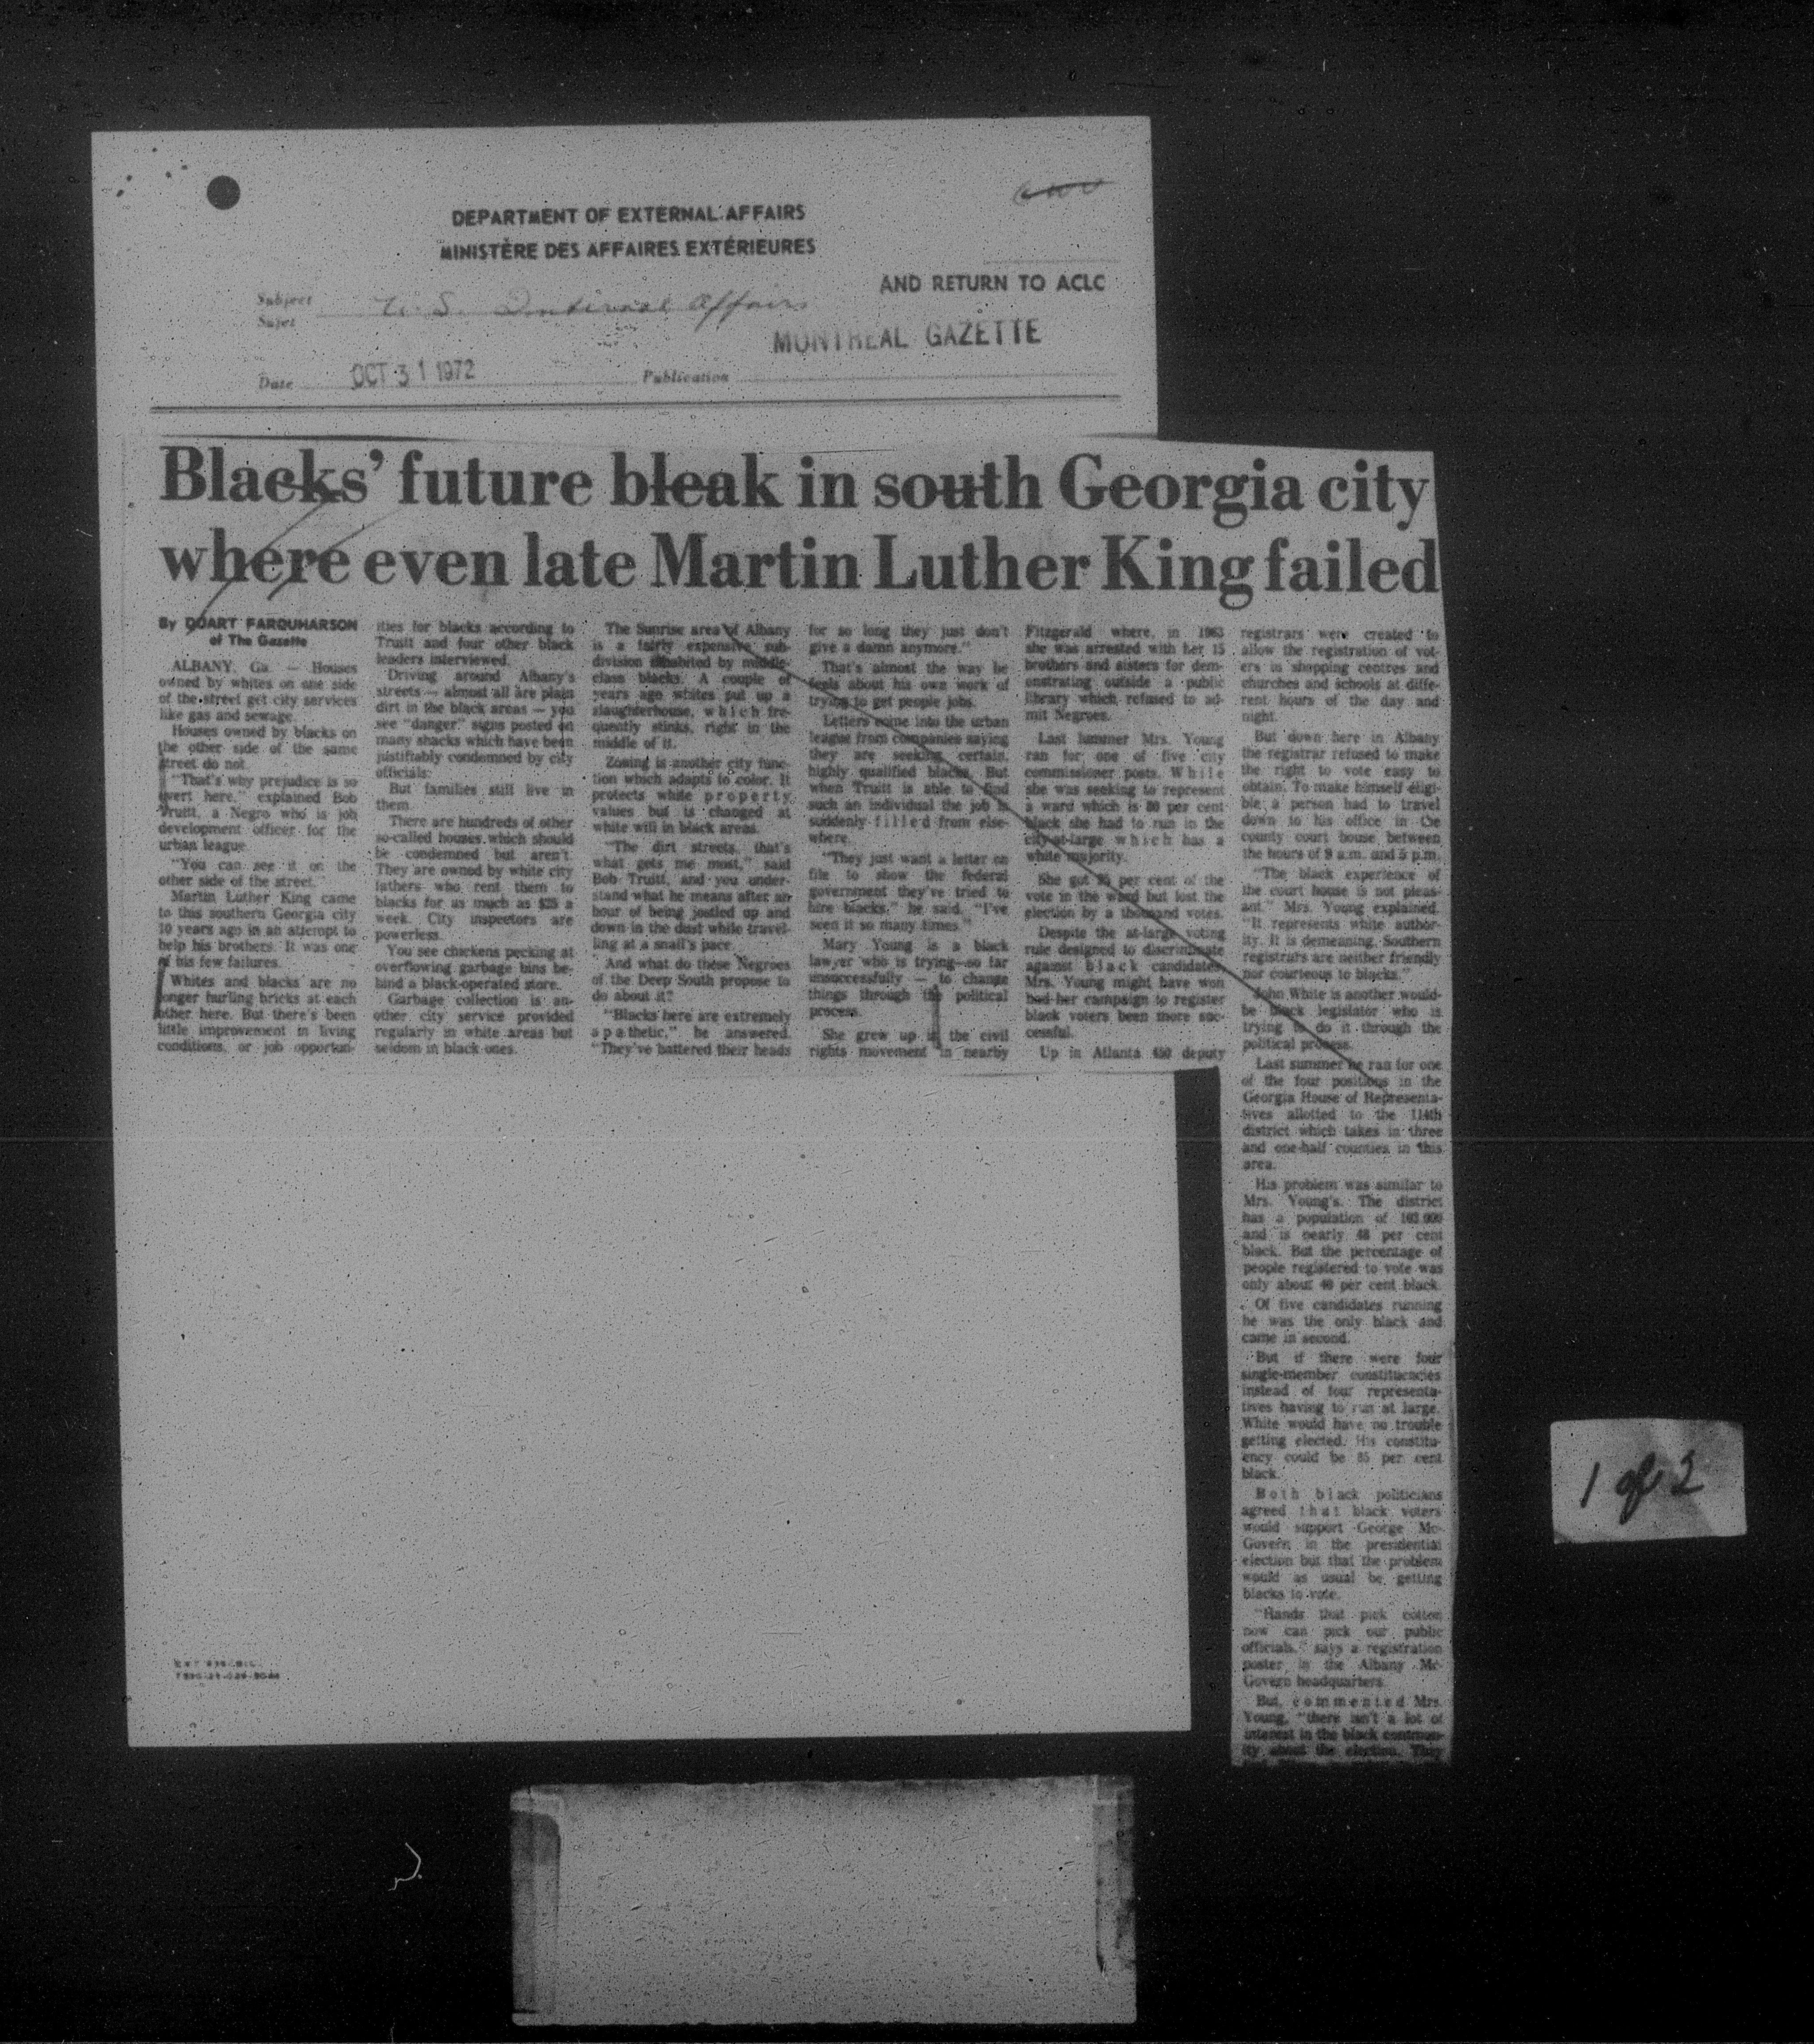 DEPARTMENT OF EXTERNAL AFFAIRS
MINISTÈRE DES AFFAIRES EXTÉRIEURES
AND RETURN TO ACLC
Subject
Sujet
U.S. Internal Affairs
MONTREAL GAZETTE
Date
OCT 31 1972
Publication
Blacks' future bleak in south Georgia city
where even late Martin Luther King failed
By DUART FARQUHARSON
of The Gazette
ALBANY, Ga. — Houses
owned by whites on one side
of the street get city services
like gas and sewage.
Houses owned by blacks on
the other side of the same
street do not.
"That's why prejudice is so
overt here," explained Bob
Truitt, a Negro who is job
development officer for the
urban league.
"You can see it on the
other side of the street."
Martin Luther King came
to this southern Georgia city
10 years ago in an attempt to
help his brothers. It was one
of his few failures.
Whites and blacks are no
longer hurling bricks at each
other here. But there's been
little improvement in living
conditions, or job opportun-
ities for blacks according to
Truitt and four other black
leaders interviewed.
Driving around Albany's
streets — almost all are plain
dirt in the black areas — you
see "danger" signs posted on
many shacks which have been
justifiably condemned by city
officials.
But families still live in
them.
There are hundreds of other
so-called houses which should
be condemned but aren't.
They are owned by white city
fathers who rent them to
blacks for as much as $25 a
week. City inspectors are
powerless.
You see chickens pecking at
overflowing garbage bins be-
hind a black-operated store.
Garbage collection is an-
other city service provided
regularly in white areas but
seldom in black ones.
The Sunrise area of Albany
is a fairly expensive sub-
division inhabited by middle-
class blacks. A couple of
years ago whites put up a
slaughterhouse, which fre-
quently stinks, right in the
middle of it.
Zoning is another city func-
tion which adapts to color. It
protects white property
values but is changed at
white will in black areas.
"The dirt streets, that's
what gets me most," said
Bob Truitt, and you under-
stand what he means after an
hour of being jostled up and
down in the dust while travel-
ling at a snail's pace.
And what do these Negroes
of the Deep South propose to
do about it?
"Blacks here are extremely
apathetic," he answered.
"They've battered their heads
for so long they just don't
give a damn anymore."
That's almost the way he
feels about his own work of
trying to get people jobs.
Letters come into the urban
league from companies saying
they are seeking certain,
highly qualified blacks. But
when Truitt is able to find
such an individual the job is
suddenly filled from else-
where.
"They just want a letter on
file to show the federal
government they've tried to
hire blacks," he said. "I've
seen it so many times."
Mary Young is a black
lawyer who is trying—so far
unsuccessfully — to change
things through the political
process.
She grew up in the civil
rights movement in nearby
Fitzgerald where, in 1963
she was arrested with her 15
brothers and sisters for dem-
onstrating outside a public
library which refused to ad-
mit Negroes.
Last summer Mrs. Young
ran for one of five city
commissioner posts. While
she was seeking to represent
a ward which is 80 per cent
black she had to run in the
city-at-large which has a
white majority.
She got per cent of the
vote in the ward but lost the
election by a thousand votes.
Despite the at-large voting
rule designed to discriminate
against black candidates,
Mrs. Young might have won
had her campaign to register
black voters been more suc-
cessful.
Up in Atlanta 450 deputy
registrars were created to
allow the registration of vot-
ers in shopping centres and
churches and schools at diffe-
rent hours of the day and
night.
But down here in Albany
the registrar refused to make
the right to vote easy to
obtain. To make himself eligi-
ble a person had to travel
down to his office in the
county court house between
the hours of 9 a.m. and 5 p.m.
"The black experience of
the court house is not pleas-
ant." Mrs. Young explained.
"It represents white author-
ity. It is demeaning. Southern
registrars are neither friendly
nor courteous to blacks."
John White is another would-
be black legislator who is
trying to do it through the
political process.
Last summer he ran for one
of the four positions in the
Georgia House of Representa-
tives allotted to the 114th
district which takes in three
and one-half counties in this
area.
His problem was similar to
Mrs. Young's. The district
has a population of
and is nearly 48 per cent
black. But the percentage of
people registered to vote was
only about 40 per cent black.
Of five candidates running
he was the only black and
came in second.
But if there were four
single-member constituencies
instead of four representa-
tives having to run at large,
White would have no trouble
getting elected. His constitu-
ency could be 85 per cent
black.
Both black politicians
agreed that black voters
would support George Mc-
Govern in the presidential
election but that the problem
would as usual be getting
blacks to vote.
"Hands that pick cotton
now can pick our public
officials," says a registration
poster in the Albany Mc-
Govern headquarters.
But, commented Mrs.
Young, "there isn't a lot of
interest in the black communi-
ty about the election. They
1 of 2